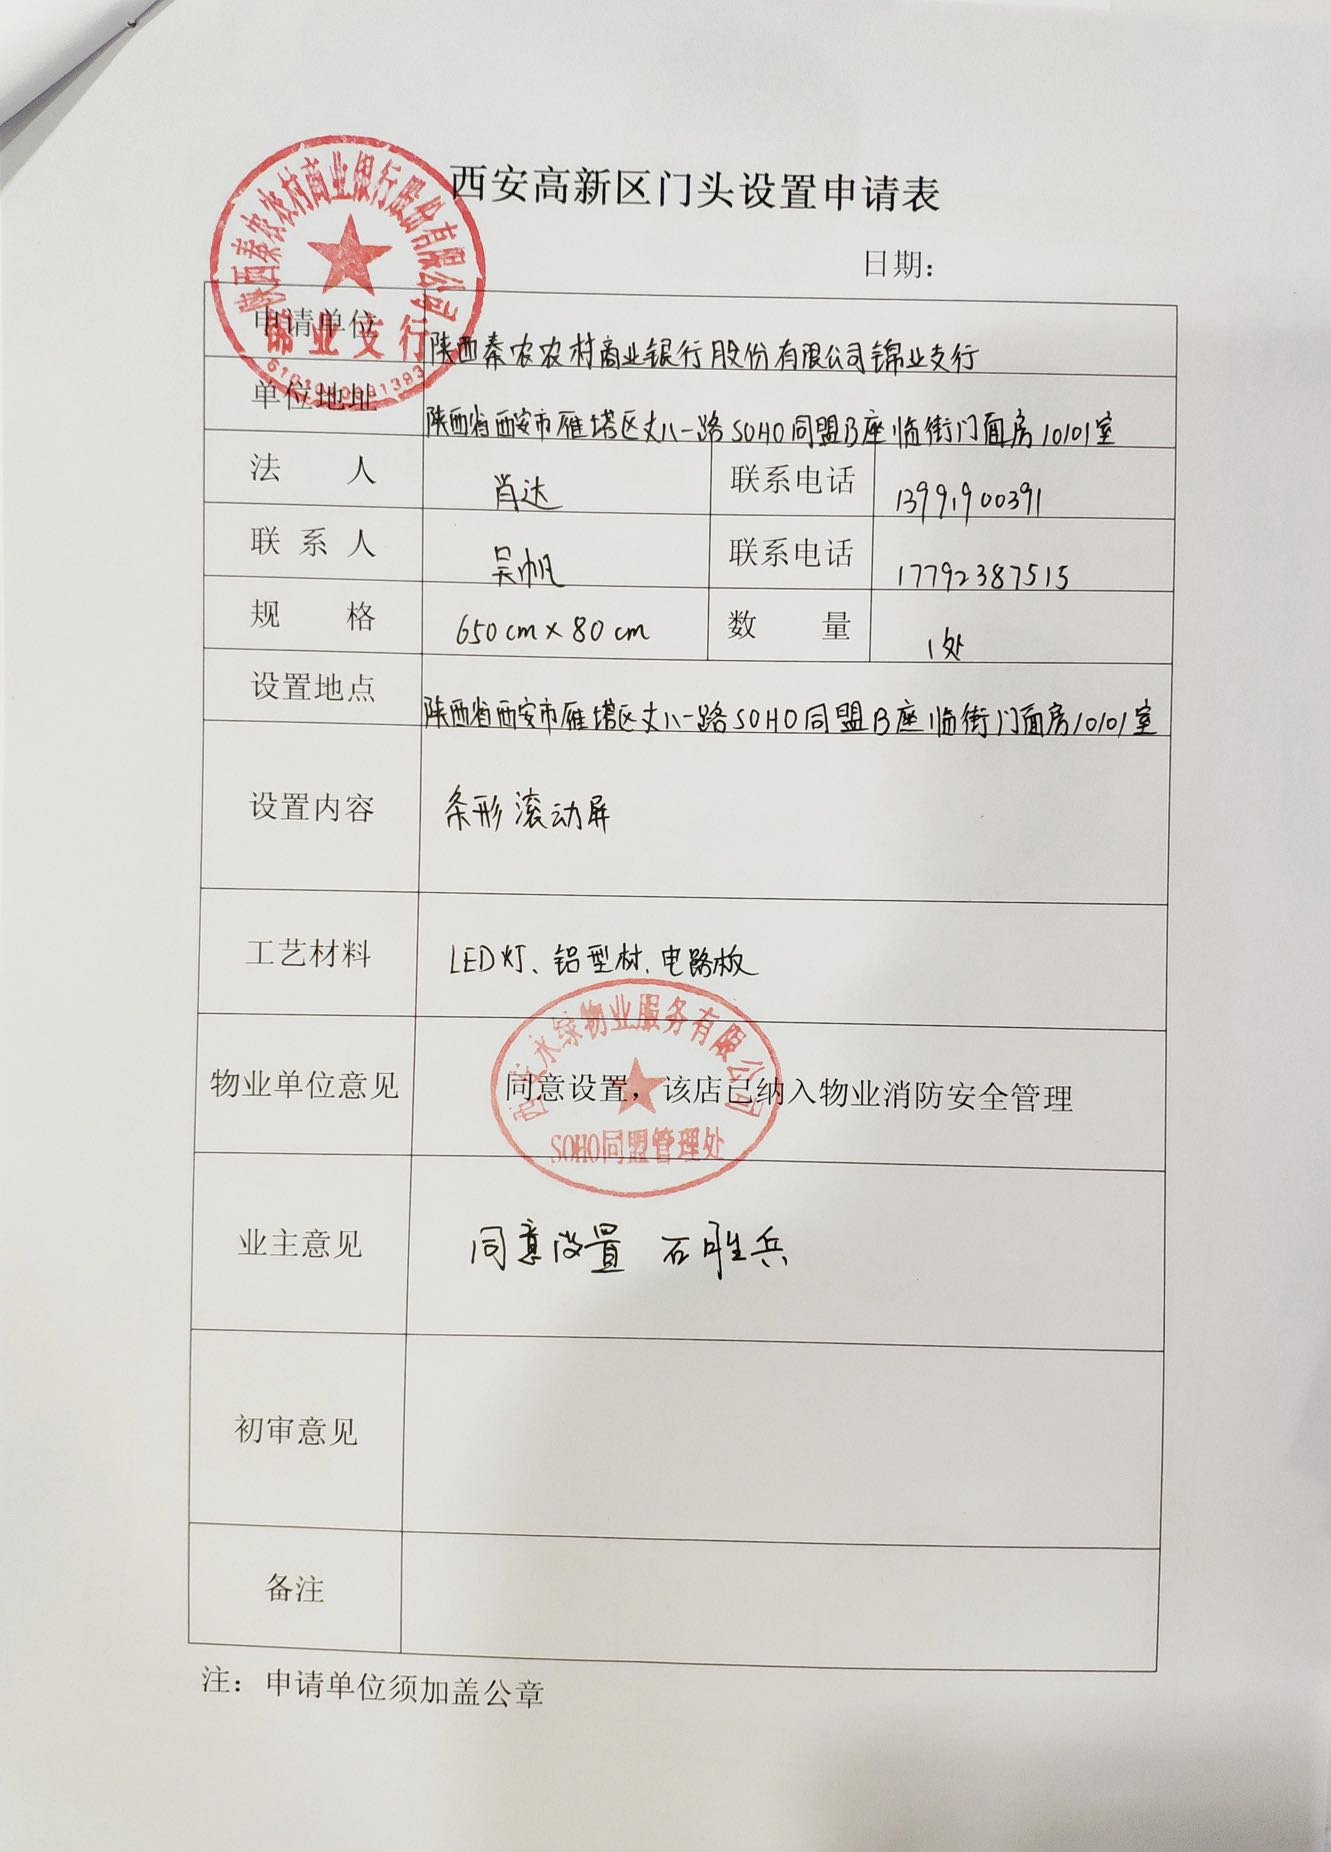 西安高新区门头设置申请表
日期：
陕西秦农农村商业银行股份有限公司
锦业支行
申请单位 陕西秦农农村商业银行股份有限公司锦业支行
单位地址 陕西省西安市雁塔区丈八一路SOHO同盟B座临街门面房10101室
法 人 肖达 联系电话 13991900391
联系人 吴帆 联系电话 17792387515
规 格 650cm×80cm 数 量 1处
设置地点 陕西省西安市雁塔区丈八一路SOHO同盟B座临街门面房10101室
设置内容 条形滚动屏
工艺材料 LED灯、铝型材、电路板
西安永绿物业服务有限公司
物业单位意见 同意设置，该店已纳入物业消防安全管理
SOHO同盟管理处
业主意见 同意设置 石胜兵
初审意见
备注
注：申请单位须加盖公章